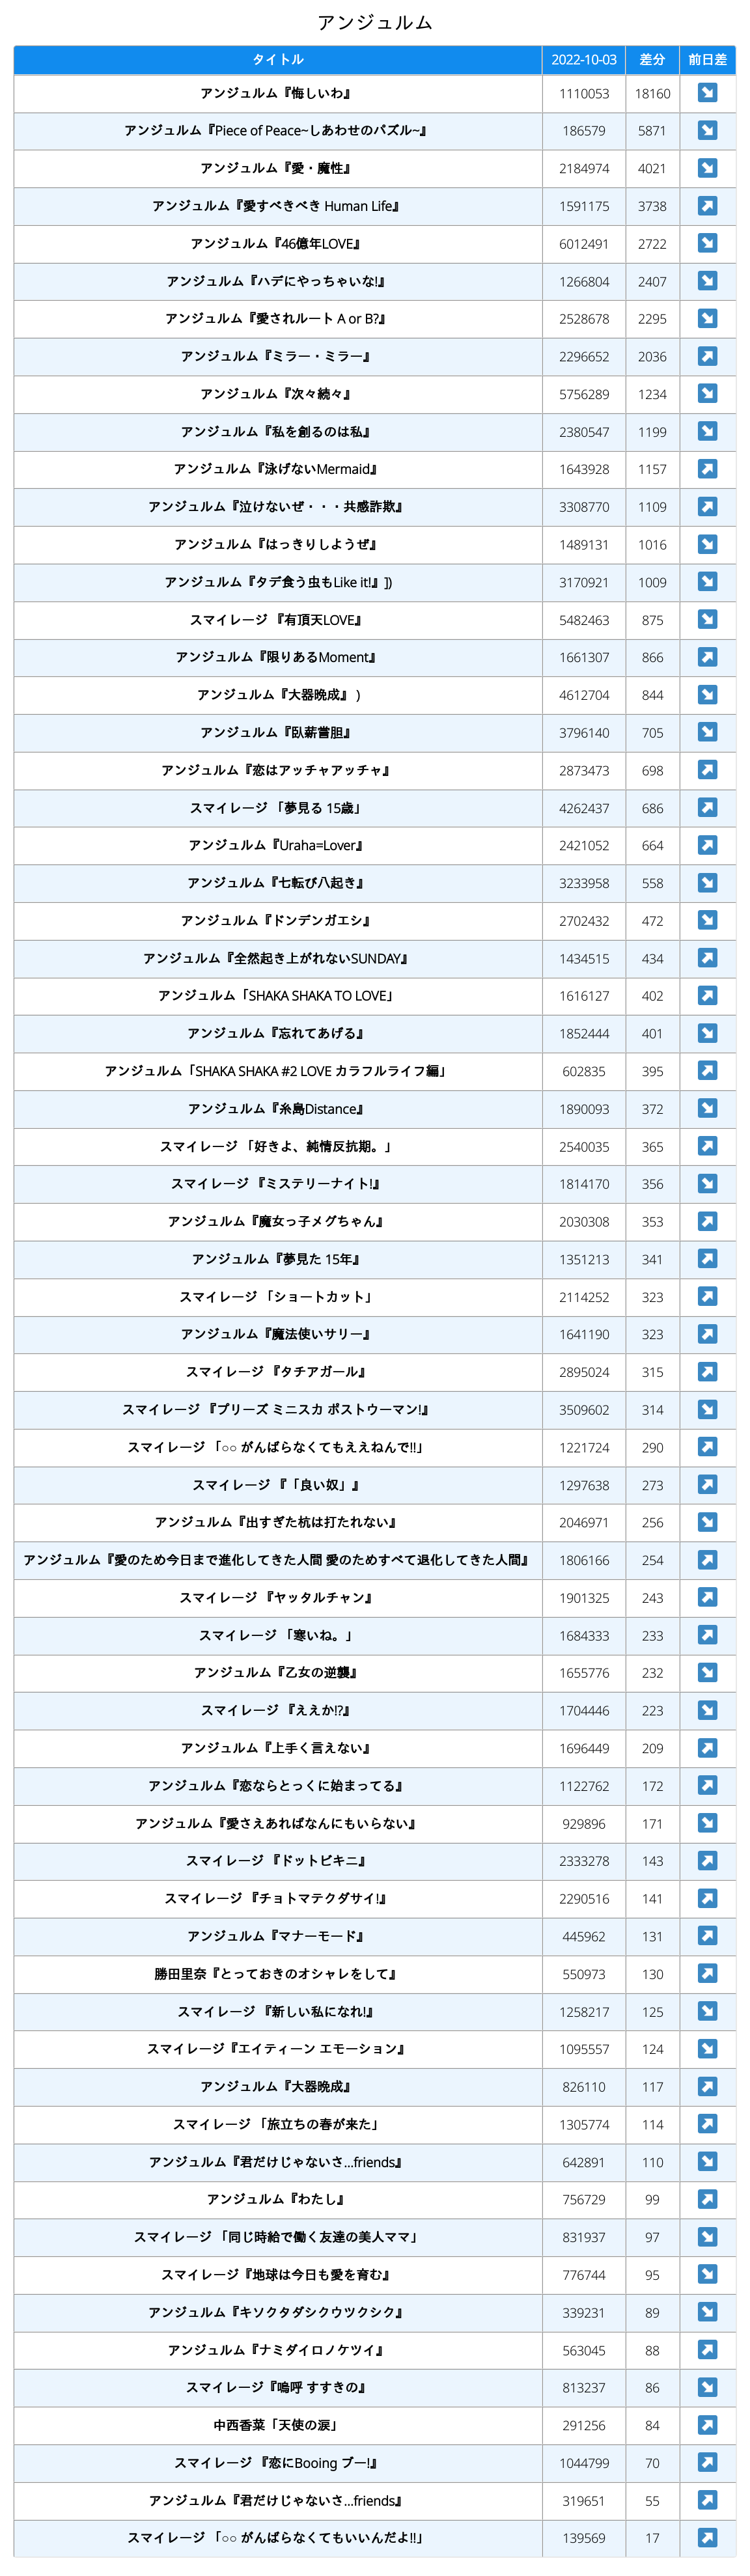 アンジュルム
タイトル 2022-10-03 差分 前日差
アンジュルム『悔しいわ』 1110053 18160
アンジュルム『Piece of Peace~しあわせのパズル~』 186579 5871
アンジュルム『愛・魔性』 2184974 4021
アンジュルム『愛すべきべき Human Life』 1591175 3738
アンジュルム『46億年LOVE』 6012491 2722
アンジュルム『ハデにやっちゃいな!』 1266804 2407
アンジュルム『愛されルート A or B?』 2528678 2295
アンジュルム『ミラー・ミラー』 2296652 2036
アンジュルム『次々続々』 5756289 1234
アンジュルム『私を創るのは私』 2380547 1199
アンジュルム『泳げないMermaid』 1643928 1157
アンジュルム『泣けないぜ・・・共感詐欺』 3308770 1109
アンジュルム『はっきりしようぜ』 1489131 1016
アンジュルム『タデ食う虫もLike it!』]) 3170921 1009
スマイレージ 『有頂天LOVE』 5482463 875
アンジュルム『限りあるMoment』 1661307 866
アンジュルム『大器晩成』 ) 4612704 844
アンジュルム『臥薪嘗胆』 3796140 705
アンジュルム『恋はアッチャアッチャ』 2873473 698
スマイレージ 「夢見る 15歳」 4262437 686
アンジュルム『Uraha=Lover』 2421052 664
アンジュルム『七転び八起き』 3233958 558
アンジュルム『ドンデンガエシ』 2702432 472
アンジュルム『全然起き上がれないSUNDAY』 1434515 434
アンジュルム「SHAKA SHAKA TO LOVE」 1616127 402
アンジュルム『忘れてあげる』 1852444 401
アンジュルム「SHAKA SHAKA #2 LOVE カラフルライフ編」 602835 395
アンジュルム『糸島Distance』 1890093 372
スマイレージ 「好きよ、純情反抗期。」 2540035 365
スマイレージ 『ミステリーナイト!』 1814170 356
アンジュルム『魔女っ子メグちゃん』 2030308 353
アンジュルム『夢見た 15年』 1351213 341
スマイレージ 「ショートカット」 2114252 323
アンジュルム『魔法使いサリー』 1641190 323
スマイレージ 『タチアガール』 2895024 315
スマイレージ 『プリーズ ミニスカ ポストウーマン!』 3509602 314
スマイレージ 「○○ がんばらなくてもええねんで!!」 1221724 290
スマイレージ 『「良い奴」』 1297638 273
アンジュルム『出すぎた杭は打たれない』 2046971 256
アンジュルム『愛のため今日まで進化してきた人間 愛のためすべて退化してきた人間』 1806166 254
スマイレージ 『ヤッタルチャン』 1901325 243
スマイレージ 「寒いね。」 1684333 233
アンジュルム『乙女の逆襲』 1655776 232
スマイレージ 『ええか!?』 1704446 223
アンジュルム『上手く言えない』 1696449 209
アンジュルム『恋ならとっくに始まってる』 1122762 172
アンジュルム『愛さえあればなんにもいらない』 929896 171
スマイレージ 『ドットビキニ』 2333278 143
スマイレージ 『チョトマテクダサイ!』 2290516 141
アンジュルム『マナーモード』 445962 131
勝田里奈『とっておきのオシャレをして』 550973 130
スマイレージ 『新しい私になれ!』 1258217 125
スマイレージ『エイティーン エモーション』 1095557 124
アンジュルム『大器晩成』 826110 117
スマイレージ 「旅立ちの春が来た」 1305774 114
アンジュルム『君だけじゃないさ...friends』 642891 110
アンジュルム『わたし』 756729 99
スマイレージ 「同じ時給で働く友達の美人ママ」 831937 97
スマイレージ『地球は今日も愛を育む』 776744 95
アンジュルム『キソクタダシクウツクシク』 339231 89
アンジュルム『ナミダイロノケツイ』 563045 88
スマイレージ『嗚呼 すすきの』 813237 86
中西香菜「天使の涙」 291256 84
スマイレージ 『恋にBooing ブー!』 1044799 70
アンジュルム『君だけじゃないさ...friends』 319651 55
スマイレージ 「○○ がんばらなくてもいいんだよ!!」 139569 17